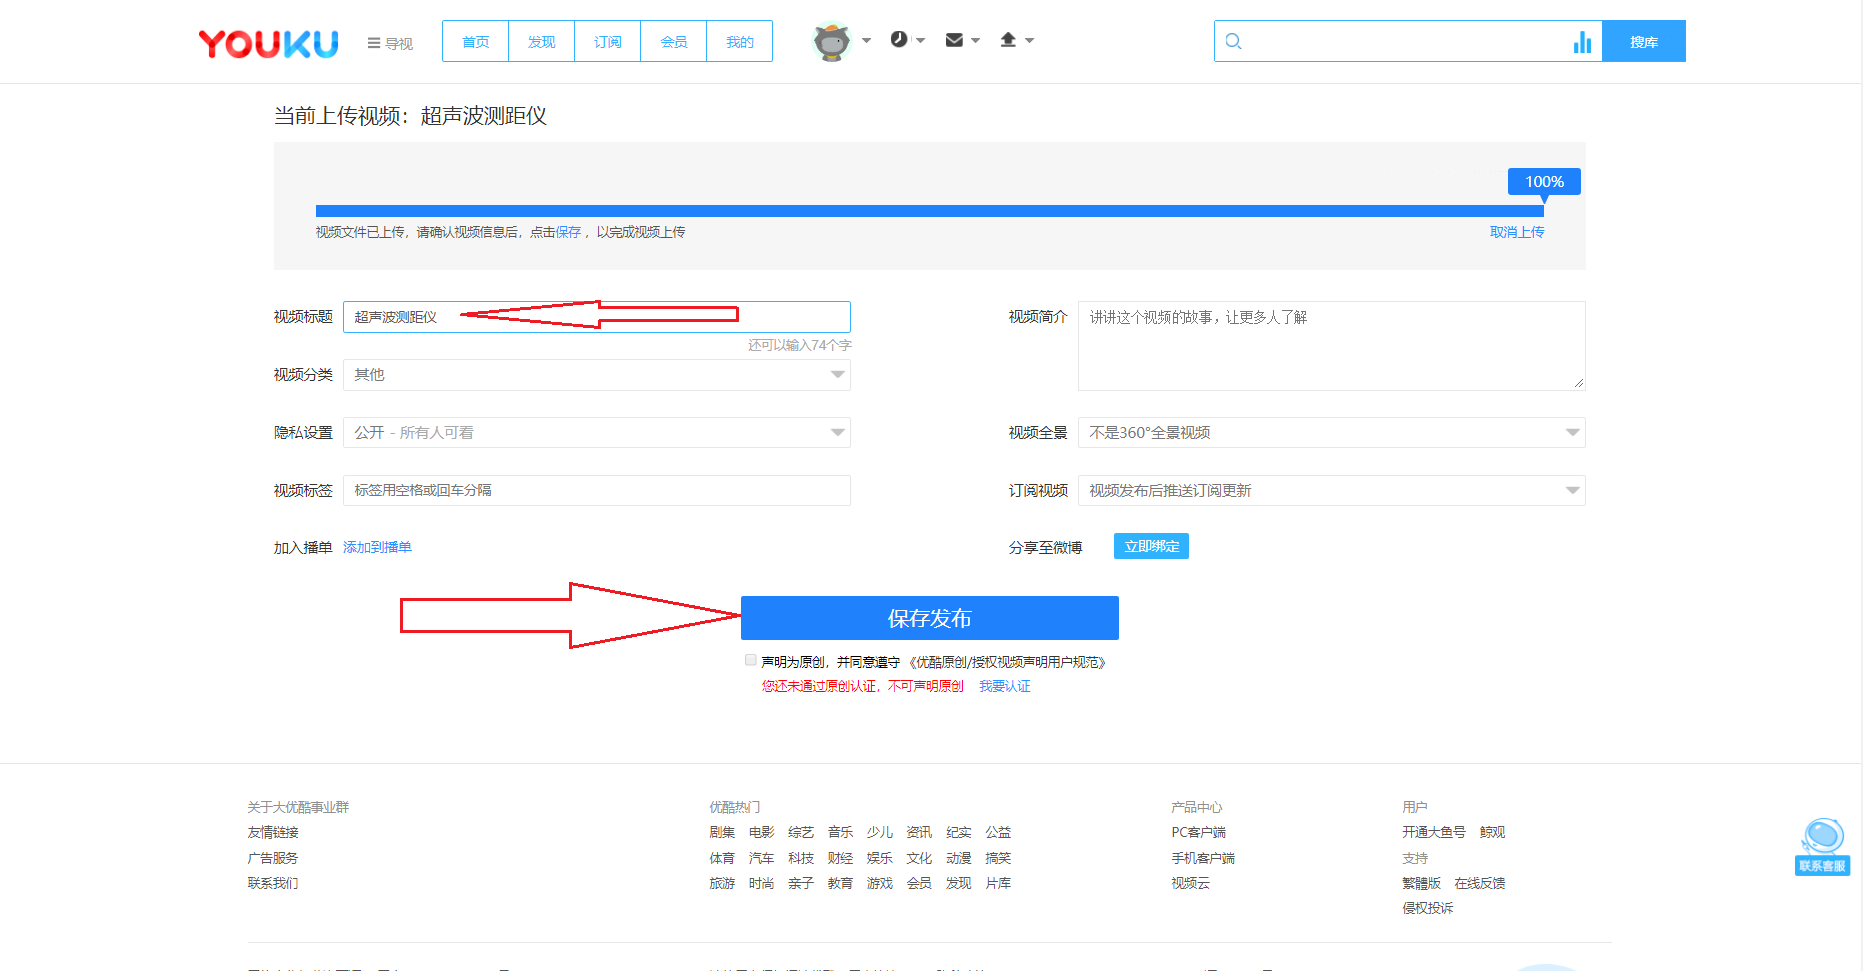 YOUKU 导视 首页 发现 订阅 会员 我的 搜库
当前上传视频：超声波测距仪
100%
视频文件已上传，请确认视频信息后，点击保存 ，以完成视频上传 取消上传
视频标题 超声波测距仪
还可以输入74个字
视频简介 讲讲这个视频的故事，让更多人了解
视频分类 其他
隐私设置 公开 - 所有人可看
视频全景 不是360°全景视频
视频标签 标签用空格或回车分隔
订阅视频 视频发布后推送订阅更新
加入播单 添加到播单
分享至微博 立即绑定
保存发布
声明为原创，并同意遵守 《优酷原创/授权视频声明用户规范》
您还未通过原创认证，不可声明原创 我要认证
关于大优酷事业群
友情链接
广告服务
联系我们
优酷热门
剧集 电影 综艺 音乐 少儿 资讯 纪实 公益
体育 汽车 科技 财经 娱乐 文化 动漫 搞笑
旅游 时尚 亲子 教育 游戏 会员 发现 片库
产品中心
PC客户端
手机客户端
视频云
用户
开通大鱼号 鲸观
支持
繁體版 在线反馈
侵权投诉
联系客服